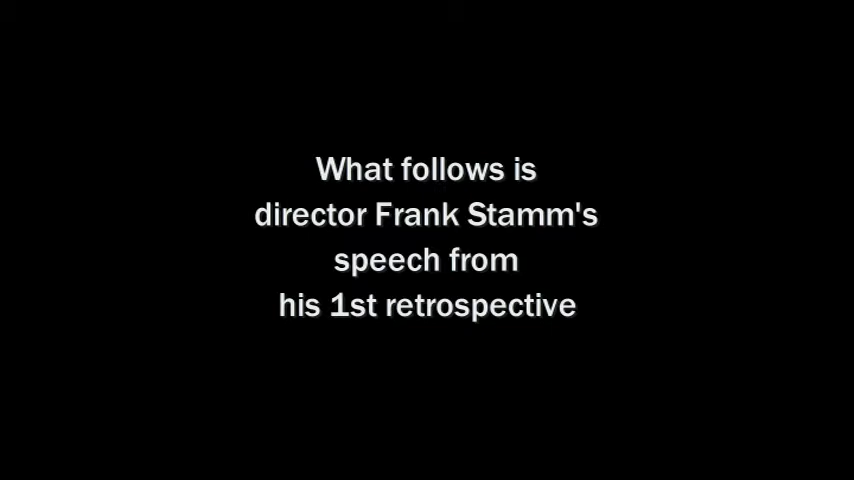 What follows is
director Frank Stamm's
speech from
his 1st retrospective